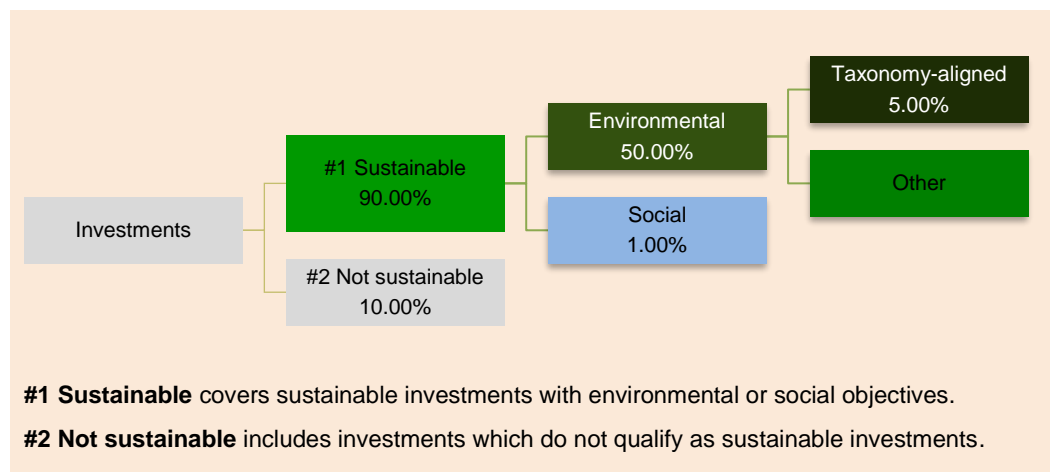 Taxonomy-aligned
5.00%
Environmental
50.00%
#1 Sustainable
90.00%
Other
Social
1.00%
Investments
#2 Not sustainable
10.00%
#1 Sustainable covers sustainable investments with environmental or social objectives.
#2 Not sustainable includes investments which do not qualify as sustainable investments.